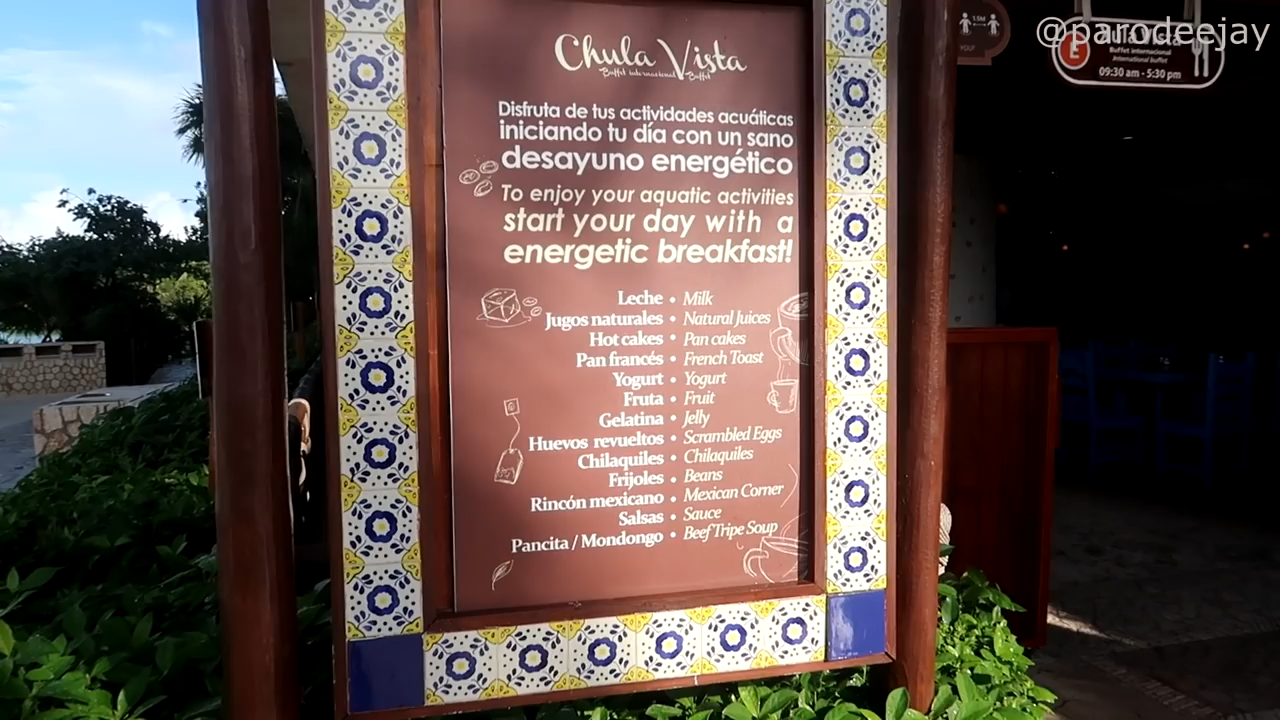 Chula Vista
Buffet internacional Buffet
Disfruta de tus actividades acuáticas
iniciando tu día con un sano
desayuno energético
To enjoy your aquatic activities
start your day with a
energetic breakfast!
Leche • Milk
Jugos naturales • Natural Juices
Hot cakes • Pan cakes
Pan francés • French Toast
Yogurt • Yogurt
Fruta • Fruit
Gelatina • Jelly
Huevos revueltos • Scrambled Eggs
Chilaquiles • Chilaquiles
Frijoles • Beans
Rincón mexicano • Mexican Corner
Salsas • Sauce
Pancita / Mondongo • Beef Tripe Soup
1.5M
@parodeejay
E
Buffet internacional
International buffet
09:30 am - 5:30 pm